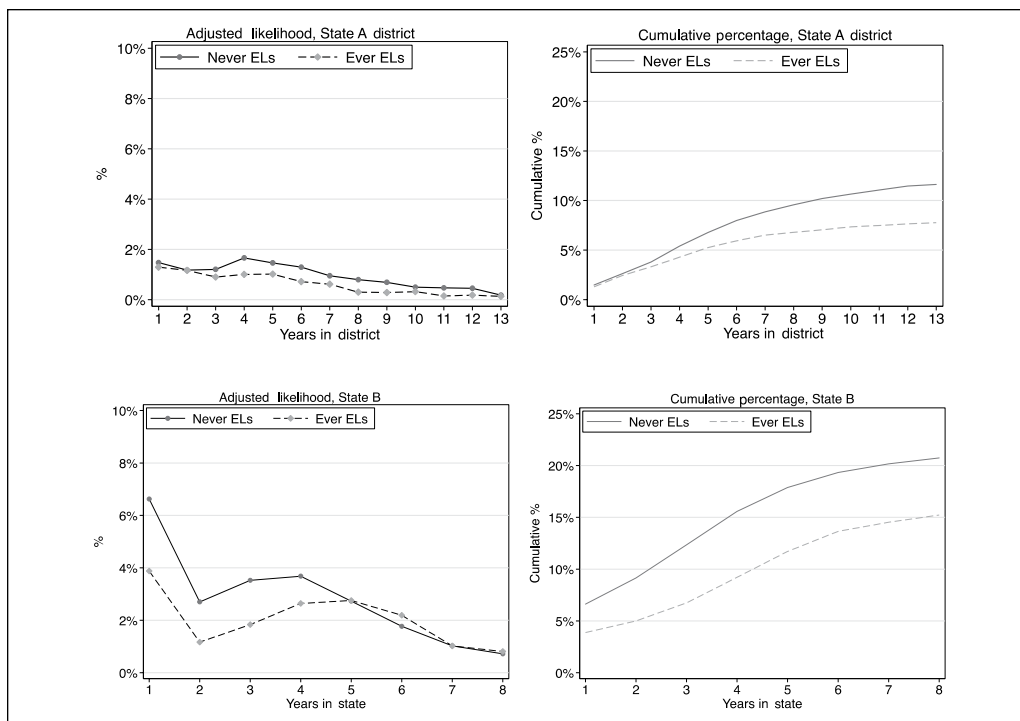 Adjusted likelihood, State A district
10%
8%
6%
4%
2%
0%
%
Never ELs Ever ELs
1 2 3 4 5 6 7 8 9 10 11 12 13
Years in district
Cumulative percentage, State A district
25%
20%
15%
10%
5%
0%
Cumulative %
Never ELs Ever ELs
1 2 3 4 5 6 7 8 9 10 11 12 13
Years in district
Adjusted likelihood, State B
10%
8%
6%
4%
2%
0%
%
Never ELs Ever ELs
1 2 3 4 5 6 7 8
Years in state
Cumulative percentage, State B
25%
20%
15%
10%
5%
0%
Cumulative %
Never ELs Ever ELs
1 2 3 4 5 6 7 8
Years in state